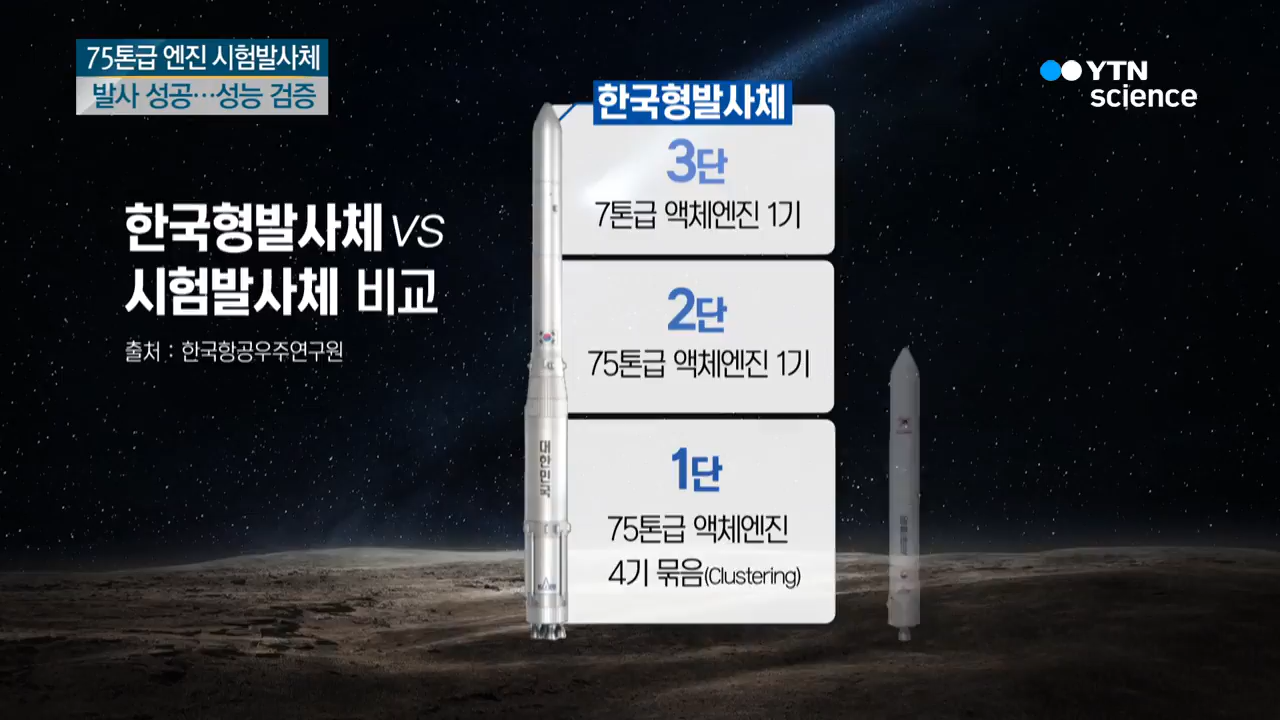 75톤급 엔진 시험발사체
발사 성공…성능 검증
YTN
science
한국형발사체 VS
시험발사체 비교
출처 : 한국항공우주연구원
한국형발사체
3단
7톤급 액체엔진 1기
2단
75톤급 액체엔진 1기
1단
75톤급 액체엔진
4기 묶음(Clustering)
대한민국